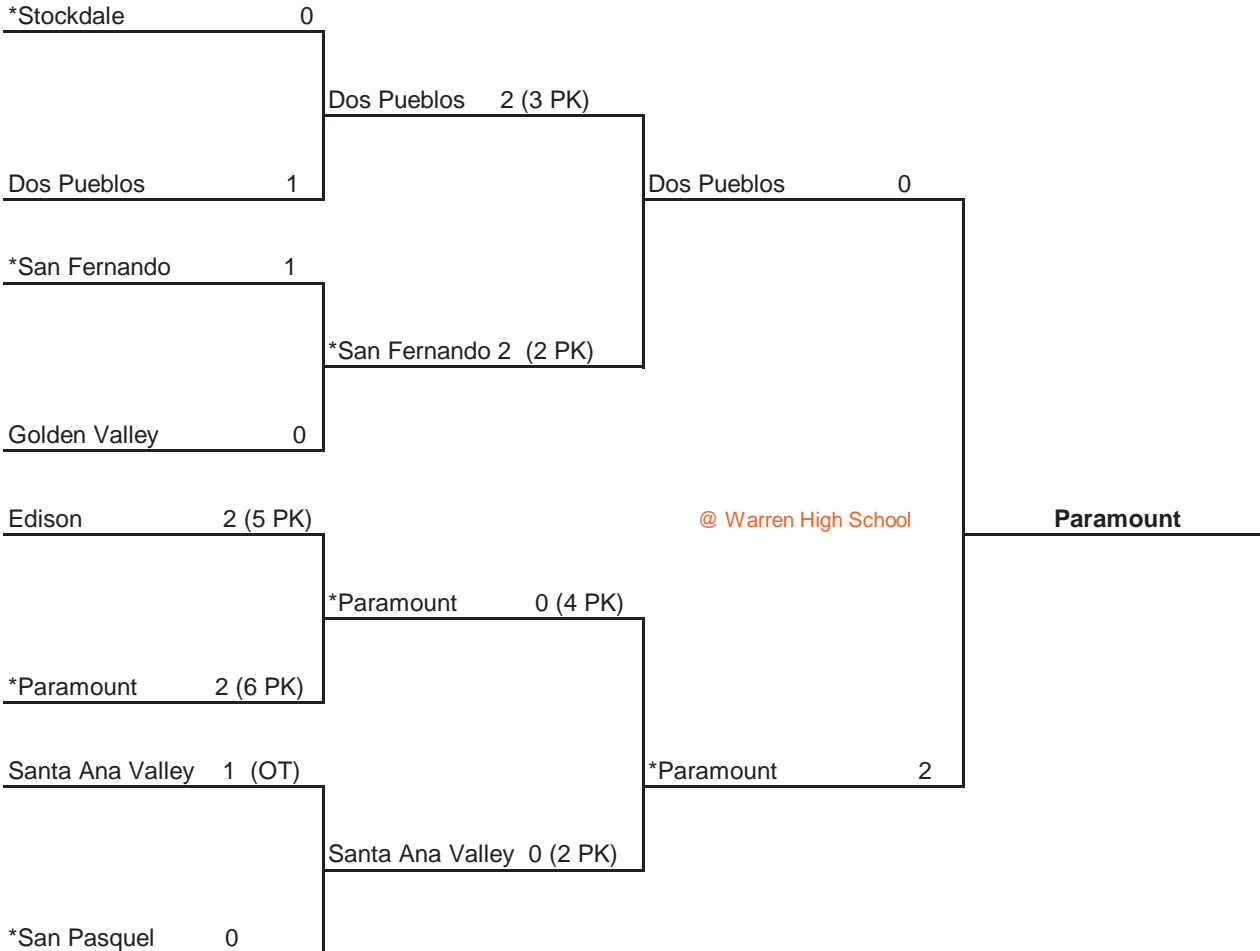 *Stockdale 0
Dos Pueblos 2 (3 PK)
Dos Pueblos 1
Dos Pueblos 0
*San Fernando 1
*San Fernando 2 (2 PK)
Golden Valley 0
Edison 2 (5 PK)
@ Warren High School
Paramount
*Paramount 0 (4 PK)
*Paramount 2 (6 PK)
Santa Ana Valley 1 (OT)
*Paramount 2
Santa Ana Valley 0 (2 PK)
*San Pasquel 0